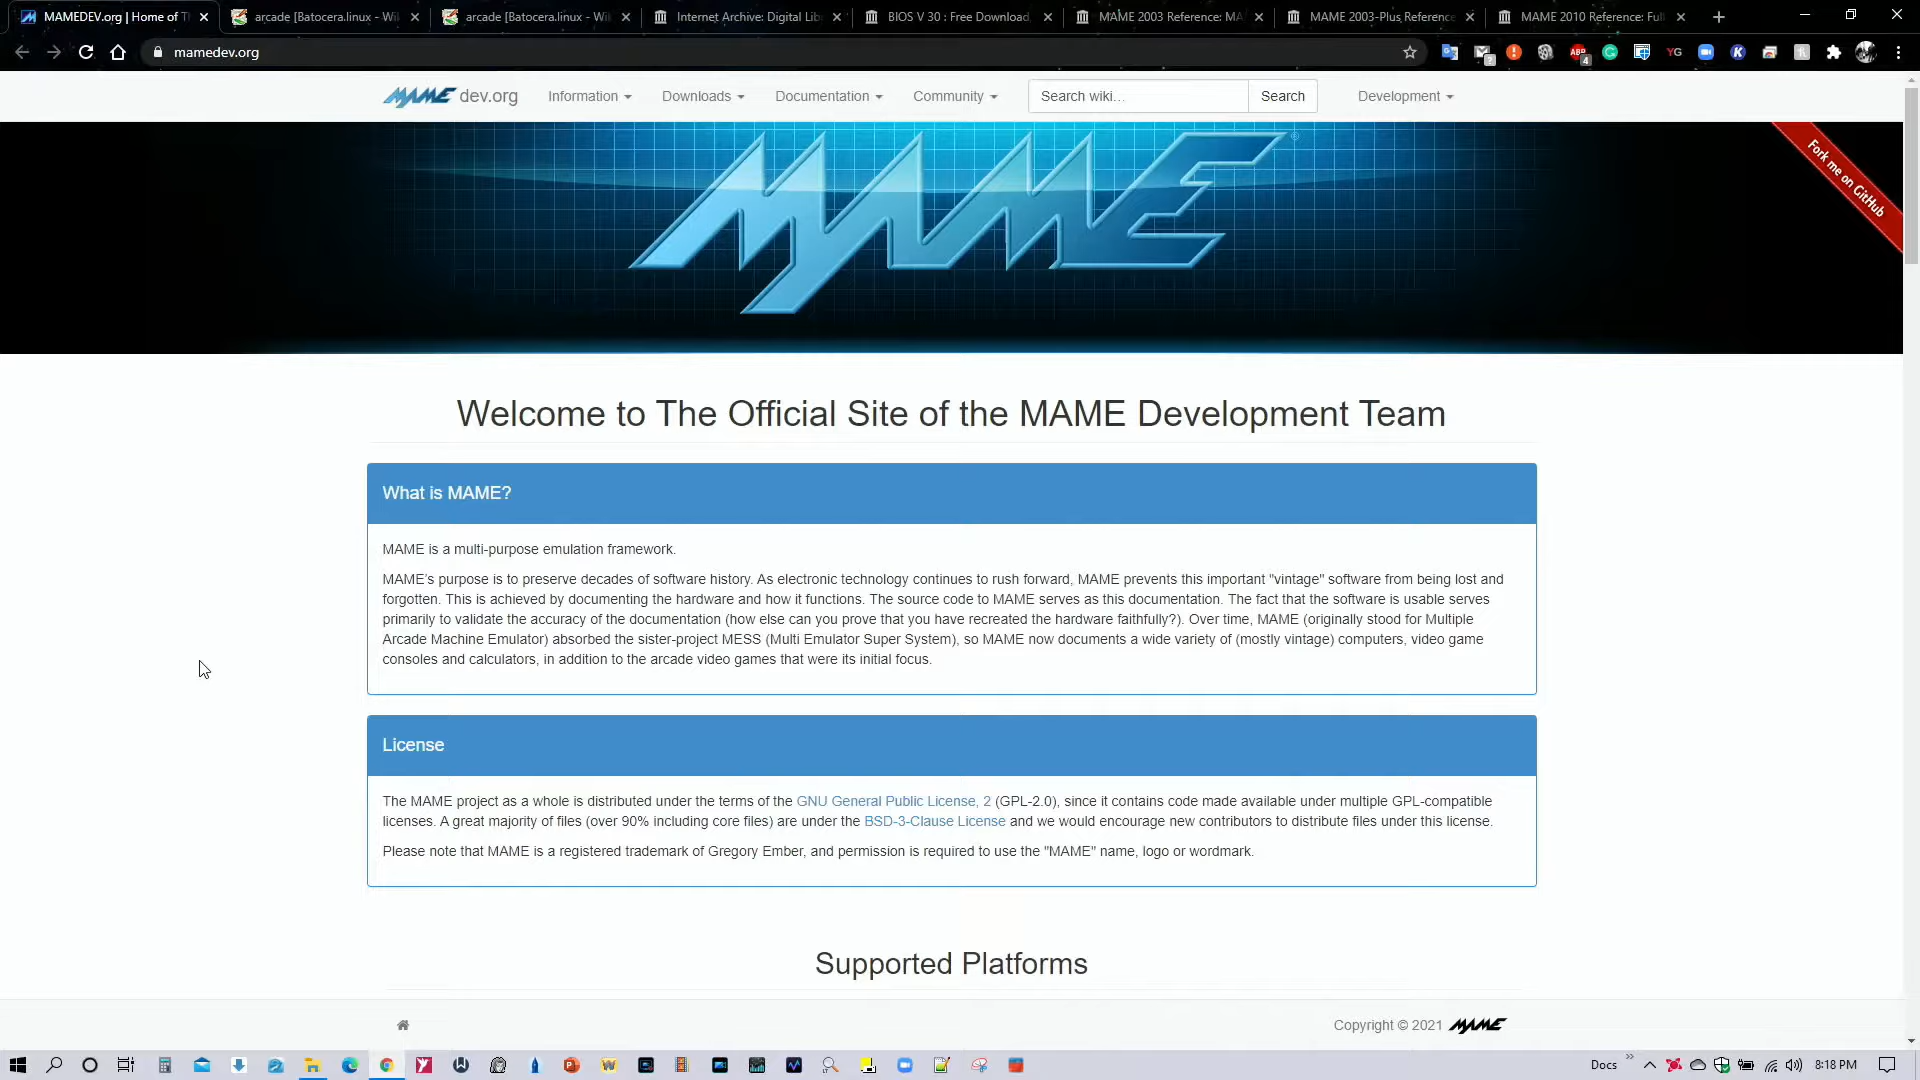 MAMEDEV.org | Home of T
arcade [Batocera.linux - Wi
arcade [Batocera.linux - Wi
Internet Archive: Digital Lib
BIOS V 30 : Free Download,
MAME 2003 Reference: MA
MAME 2003-Plus Reference
MAME 2010 Reference: Full
mamedev.org
MAME dev.org
Information
Downloads
Documentation
Community
Search wiki...
Search
Development
MAME
Fork me on GitHub
Welcome to The Official Site of the MAME Development Team
What is MAME?
MAME is a multi-purpose emulation framework.
MAME's purpose is to preserve decades of software history. As electronic technology continues to rush forward, MAME prevents this important "vintage" software from being lost and
forgotten. This is achieved by documenting the hardware and how it functions. The source code to MAME serves as this documentation. The fact that the software is usable serves
primarily to validate the accuracy of the documentation (how else can you prove that you have recreated the hardware faithfully?). Over time, MAME (originally stood for Multiple
Arcade Machine Emulator) absorbed the sister-project MESS (Multi Emulator Super System), so MAME now documents a wide variety of (mostly vintage) computers, video game
consoles and calculators, in addition to the arcade video games that were its initial focus.
License
The MAME project as a whole is distributed under the terms of the GNU General Public License, 2 (GPL-2.0), since it contains code made available under multiple GPL-compatible
licenses. A great majority of files (over 90% including core files) are under the BSD-3-Clause License and we would encourage new contributors to distribute files under this license.
Please note that MAME is a registered trademark of Gregory Ember, and permission is required to use the "MAME" name, logo or wordmark.
Supported Platforms
Copyright © 2021 MAME
Docs
8:18 PM